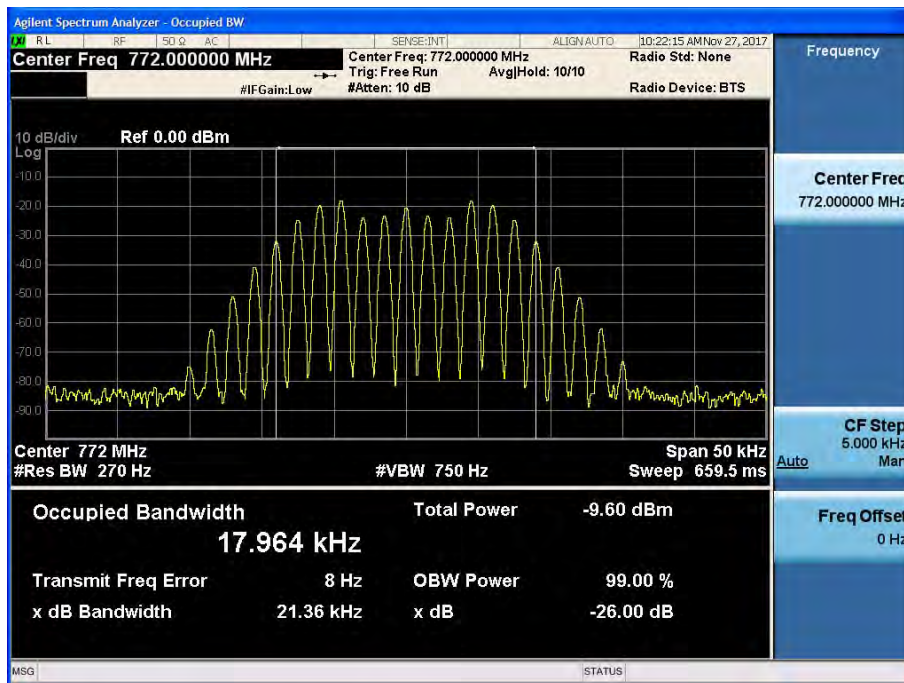 Agilent Spectrum Analyzer - Occupied BW
LXI RL RF 50 Ω AC SENSE:INT ALIGN AUTO 10:22:15 AM Nov 27, 2017
Center Freq 772.000000 MHz
Center Freq: 772.000000 MHz
Radio Std: None
Trig: Free Run Avg|Hold: 10/10
#IFGain:Low
#Atten: 10 dB
Radio Device: BTS
10 dB/div Ref 0.00 dBm
Log
-10.0
-20.0
-30.0
-40.0
-50.0
-60.0
-70.0
-80.0
-90.0
Center 772 MHz Span 50 kHz
#Res BW 270 Hz #VBW 750 Hz Sweep 659.5 ms
Occupied Bandwidth Total Power -9.60 dBm
17.964 kHz
Transmit Freq Error 8 Hz OBW Power 99.00 %
x dB Bandwidth 21.36 kHz x dB -26.00 dB
MSG STATUS
Frequency
Center Freq
772.000000 MHz
CF Step
5.000 kHz
Auto Man
Freq Offset
0 Hz